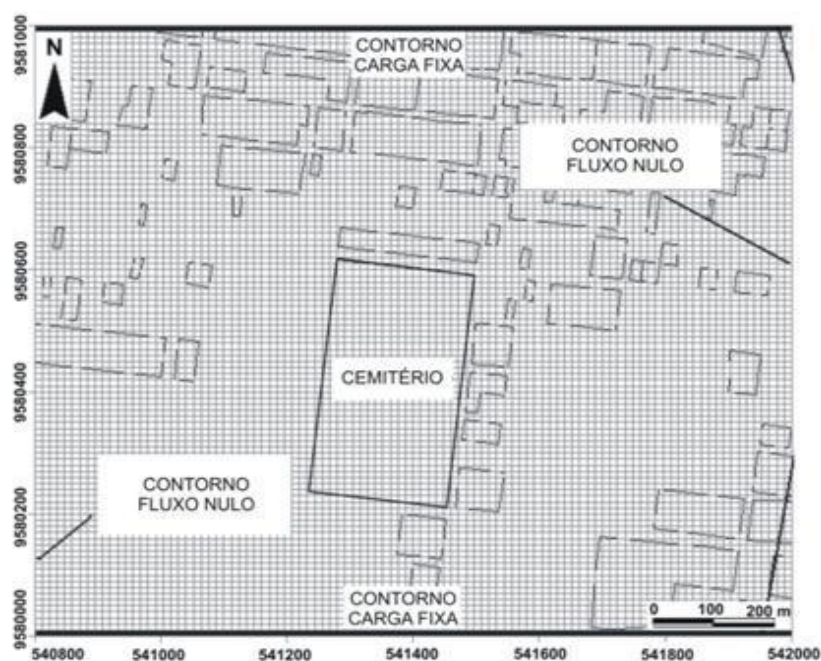 N
CONTORNO
CARGA FIXA
CONTORNO
FLUXO NULO
CEMITÉRIO
CONTORNO
FLUXO NULO
CONTORNO
CARGA FIXA
0 100 200 m
9581000
9580800
9580600
9580400
9580200
9580000
540800 541000 541200 541400 541600 541800 542000